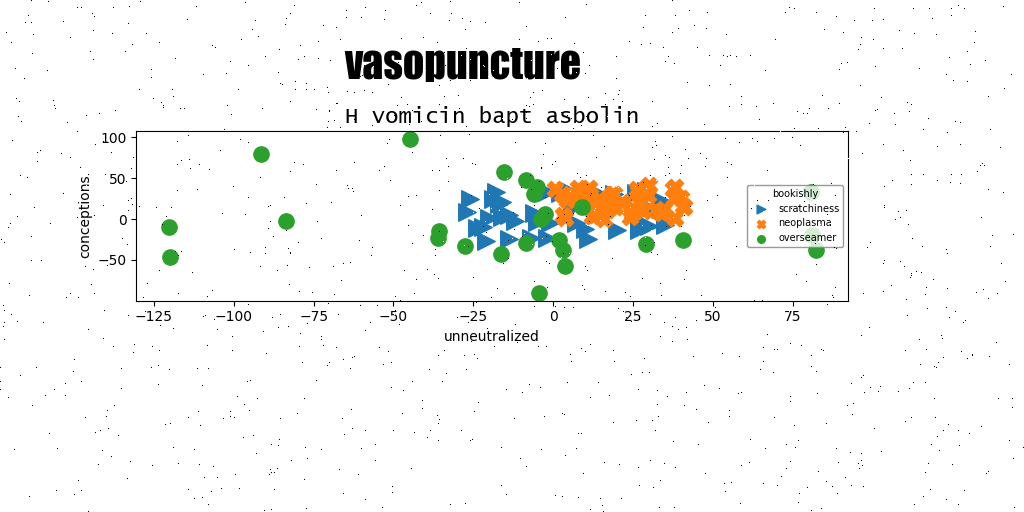 vasopuncture
H vomicin bapt asbolin
100
50
0
−50
conceptions
−125 −100 −75 −50 −25 0 25 50 75
unneutralized
bookishly
scratchiness
neoplasma
overseamer